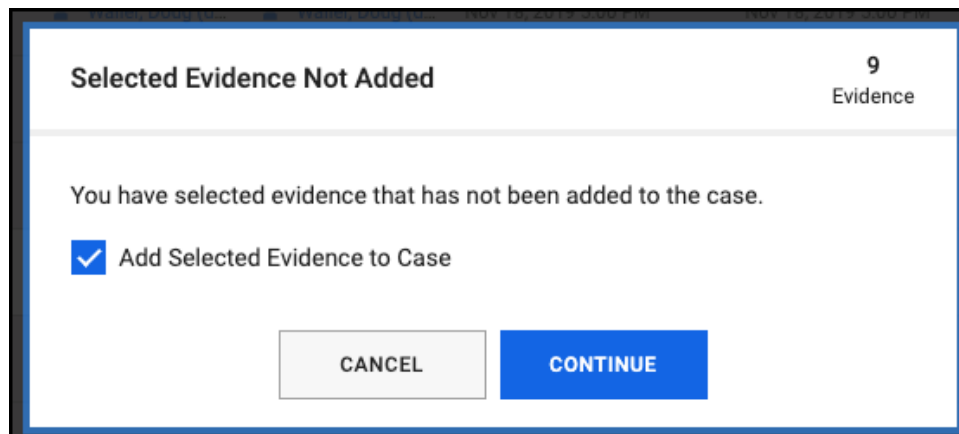 Selected Evidence Not Added
9
Evidence
You have selected evidence that has not been added to the case.
Add Selected Evidence to Case
CANCEL
CONTINUE